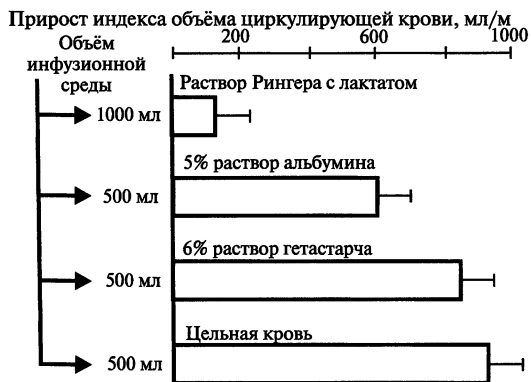 Прирост индекса объёма циркулирующей крови, мл/м
Объём
инфузионной
среды
200 600 1000
Раствор Рингера с лактатом
1000 мл
5% раствор альбумина
500 мл
6% раствор гетастарча
500 мл
Цельная кровь
500 мл